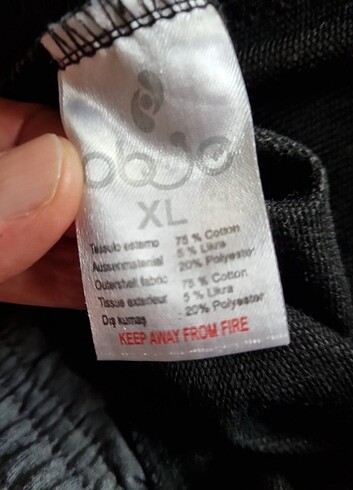 obojo
XL
Tessuto esterno 75 % Cotton
Aussenmaterial 5 % Likra
Outershell fabric 20% Polyester
Tissue exterieur 75 % Cotton
Dış kumaş 5 % Likra
20% Polyester
KEEP AWAY FROM FIRE